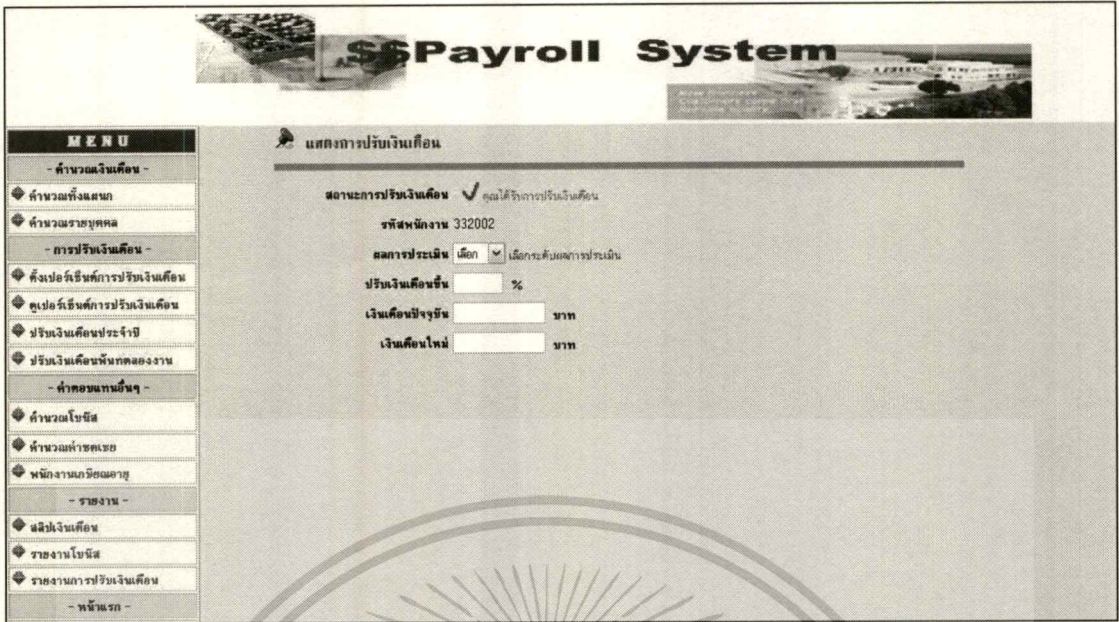 $$Payroll System
MENU
- คำนวณเงินเดือน -
คำนวณทั้งแผนก
คำนวณรายบุคคล
- การปรับเงินเดือน -
ตั้งเปอร์เซ็นต์การปรับเงินเดือน
ดูเปอร์เซ็นต์การปรับเงินเดือน
ปรับเงินเดือนประจำปี
ปรับเงินเดือนพ้นทดลองงาน
- ค่าตอบแทนอื่นๆ -
คำนวณโบนัส
คำนวณค่าชดเชย
พนักงานเกษียณอายุ
- รายงาน -
สลิปเงินเดือน
รายงานโบนัส
รายงานการปรับเงินเดือน
- หน้าแรก -
แสดงการปรับเงินเดือน
สถานะการปรับเงินเดือน คุณได้รับการปรับเงินเดือน
รหัสพนักงาน 332002
ผลการประเมิน เลือก เลือกระดับผลการประเมิน
ปรับเงินเดือนขึ้น %
เงินเดือนปัจจุบัน บาท
เงินเดือนใหม่ บาท